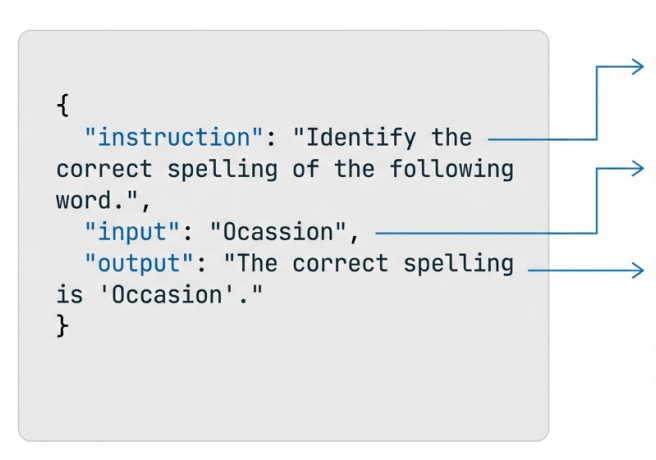 {
"instruction": "Identify the
correct spelling of the following
word.",
"input": "Ocassion",
"output": "The correct spelling
is 'Occasion'."
}